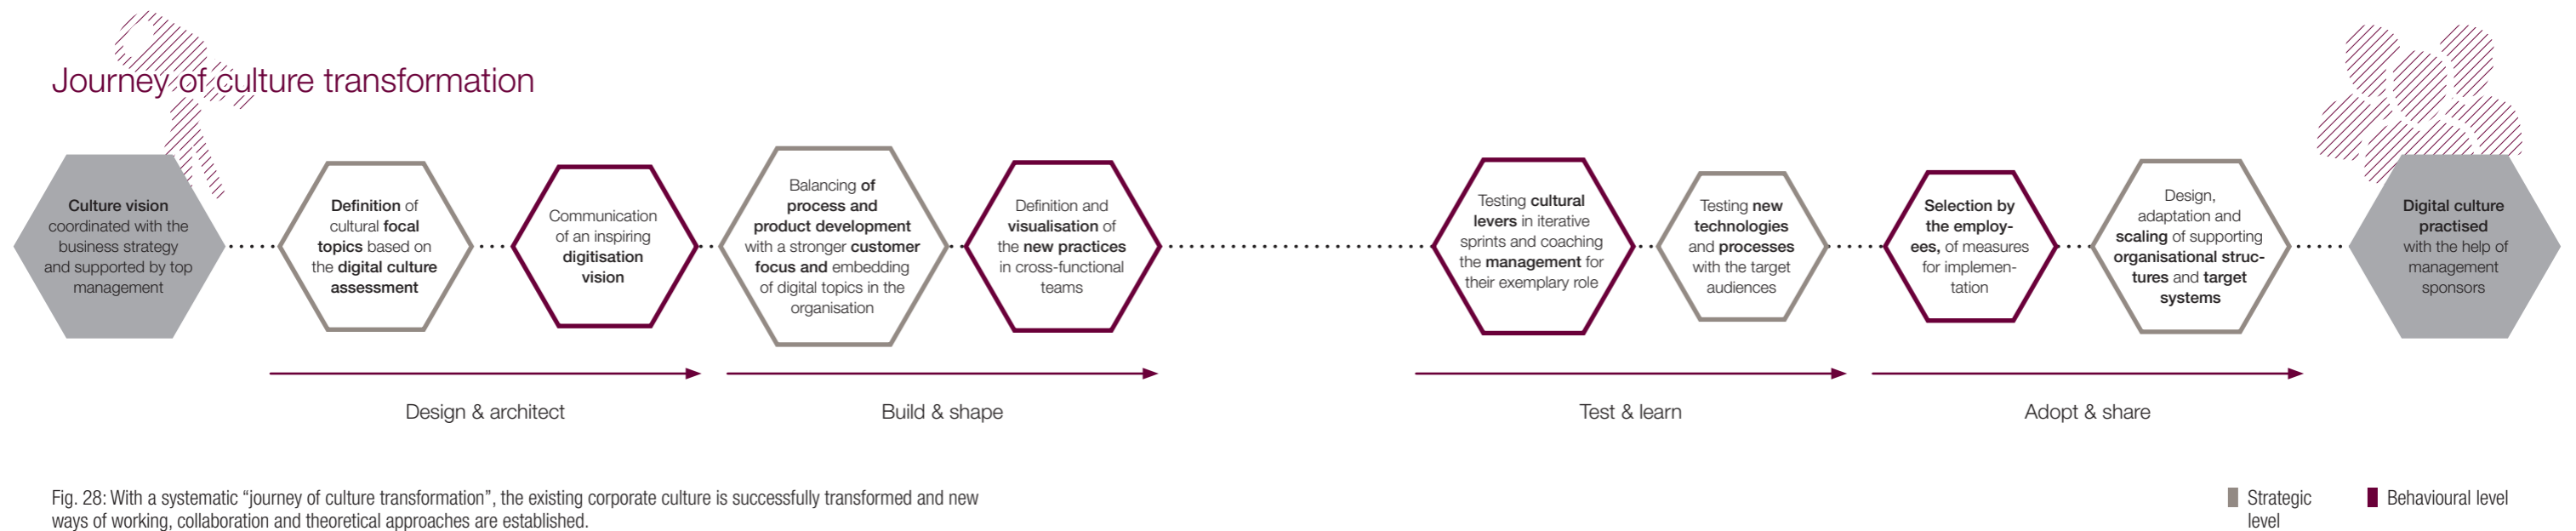 Journey of culture transformation
Culture vision
coordinated with the
business strategy
and supported by top
management
Definition of
cultural focal
topics based on
the digital culture
assessment
Communication
of an inspiring
digitisation
vision
Balancing of
process and
product development
with a stronger customer
focus and embedding
of digital topics in the
organisation
Definition and
visualisation of
the new practices
in cross-functional
teams
Testing cultural
levers in iterative
sprints and coaching
the management for
their exemplary role
Testing new
technologies
and processes
with the target
audiences
Selection by
the employ-
ees, of measures
for implemen-
tation
Design,
adaptation and
scaling of supporting
organisational struc-
tures and target
systems
Digital culture
practised
with the help of
management
sponsors
Design & architect
Build & shape
Test & learn
Adopt & share
Fig. 28: With a systematic “journey of culture transformation”, the existing corporate culture is successfully transformed and new
ways of working, collaboration and theoretical approaches are established.
Strategic
level
Behavioural level